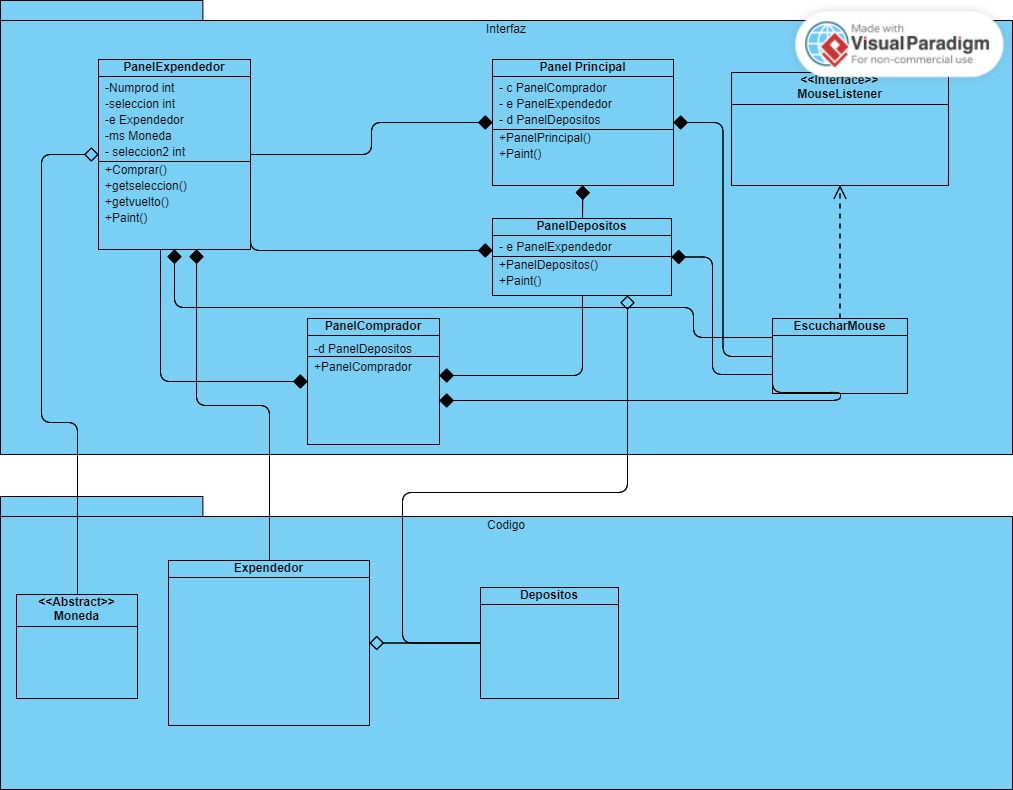 Interfaz
Made with
Visual Paradigm
For non-commercial use
PanelExpendedor
-Numprod int
-seleccion int
-e Expendedor
-ms Moneda
- seleccion2 int
+Comprar()
+getseleccion()
+getvuelto()
+Paint()
Panel Principal
- c PanelComprador
- e PanelExpendedor
- d PanelDepositos
+PanelPrincipal()
+Paint()
<<Interface>>
MouseListener
PanelDepositos
- e PanelExpendedor
+PanelDepositos()
+Paint()
PanelComprador
-d PanelDepositos
+PanelComprador
EscucharMouse
Codigo
<<Abstract>>
Moneda
Expendedor
Depositos